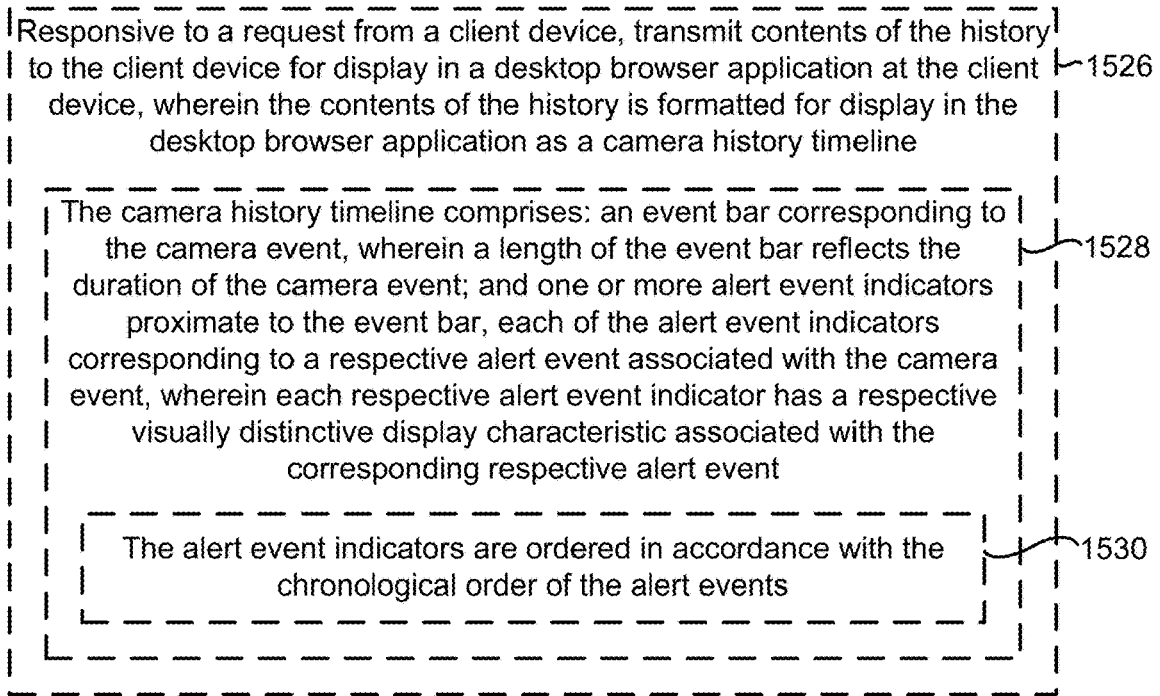 Responsive to a request from a client device, transmit contents of the history
to the client device for display in a desktop browser application at the client
device, wherein the contents of the history is formatted for display in the
desktop browser application as a camera history timeline
1526
The camera history timeline comprises: an event bar corresponding to
the camera event, wherein a length of the event bar reflects the
duration of the camera event; and one or more alert event indicators
proximate to the event bar, each of the alert event indicators
corresponding to a respective alert event associated with the camera
event, wherein each respective alert event indicator has a respective
visually distinctive display characteristic associated with the
corresponding respective alert event
1528
The alert event indicators are ordered in accordance with the
chronological order of the alert events
1530